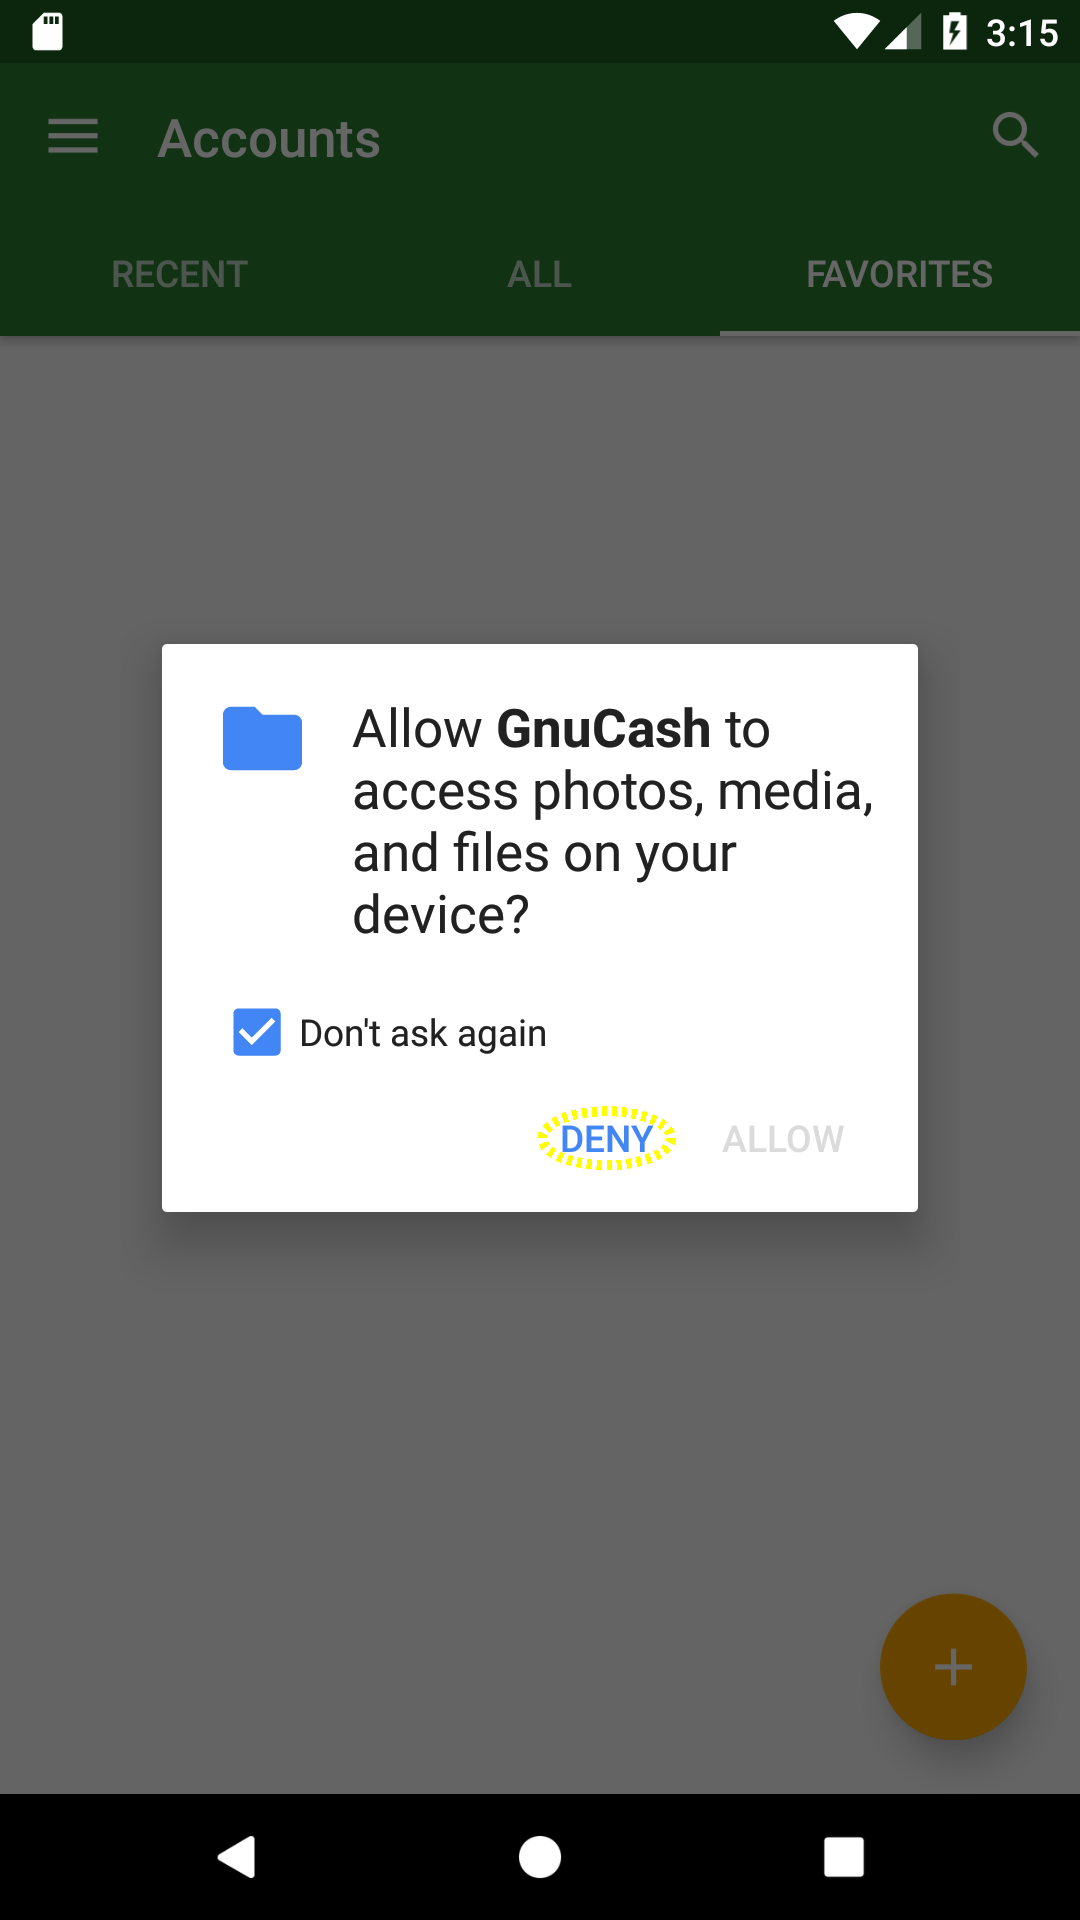 3:15
Accounts
RECENT ALL FAVORITES
Allow GnuCash to
access photos, media,
and files on your
device?
Don't ask again
DENY ALLOW